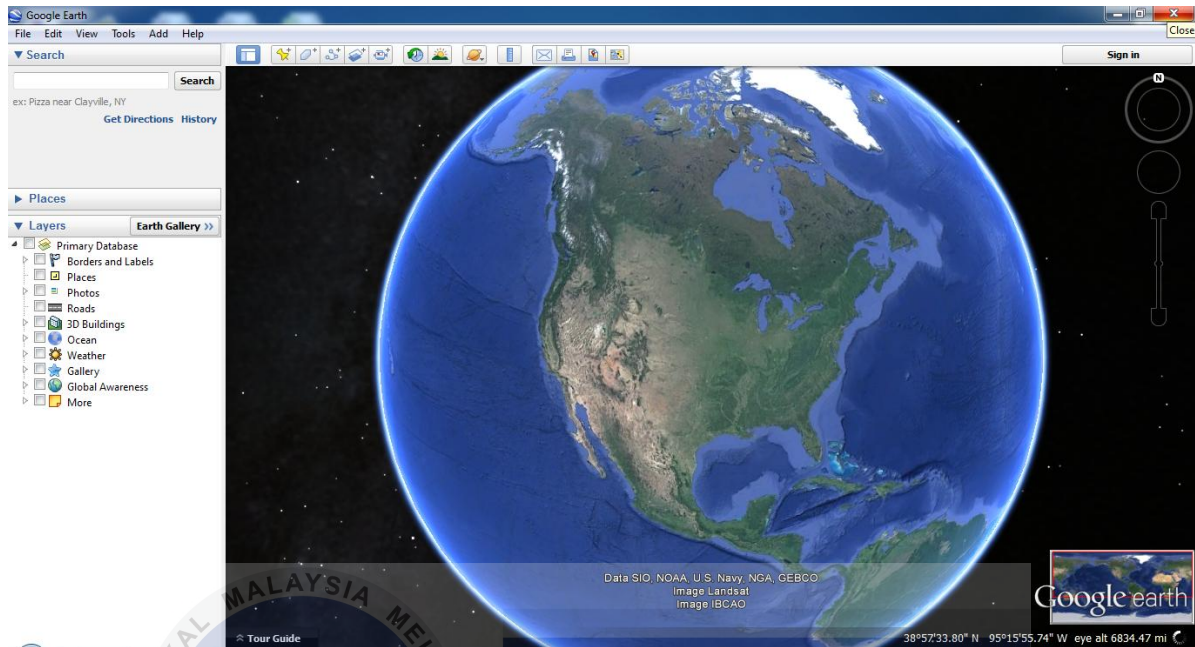 Google Earth
File Edit View Tools Add Help
Close
▼ Search
Sign in
Search
ex: Pizza near Clayville, NY
Get Directions History
N
▶ Places
▼ Layers
Earth Gallery >>
Primary Database
Borders and Labels
Places
Photos
Roads
3D Buildings
Ocean
Weather
Gallery
Global Awareness
More
Data SIO, NOAA, U.S. Navy, NGA, GEBCO
Image Landsat
Image IBCAO
MALAYSIA
Google earth
Tour Guide
38°57'33.80" N 95°15'55.74" W eye alt 6834.47 mi